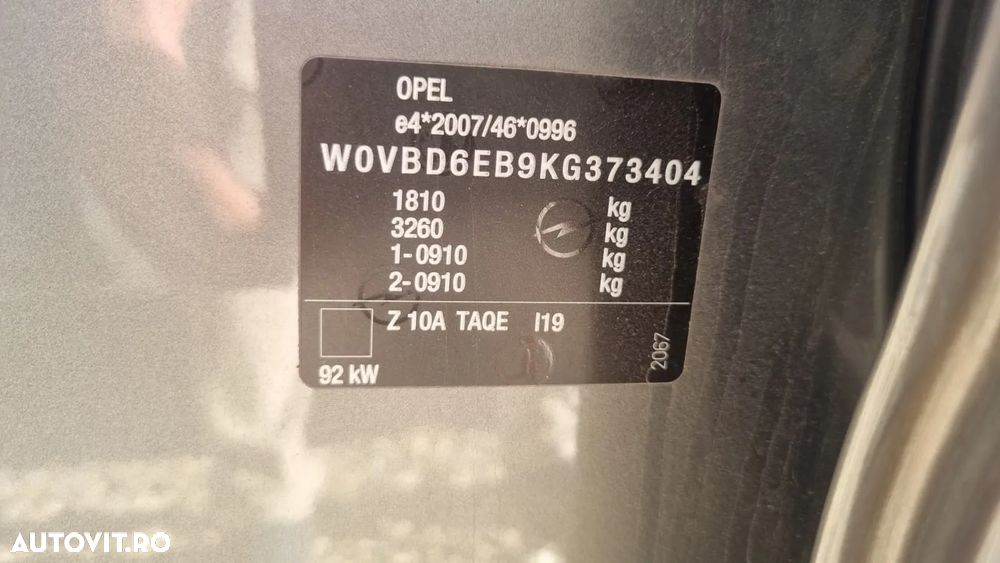 OPEL
e4*2007/46*0996
W0VBD6EB9KG373404
1810 kg
3260 kg
1-0910 kg
2-0910 kg
Z 10A TAQE I19
92 kW
2067
AUTOVIT.RO